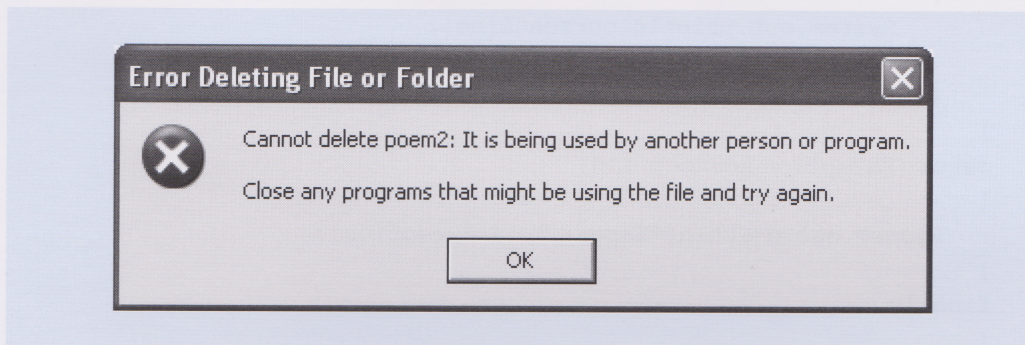 Error Deleting File or Folder
Cannot delete poem2: It is being used by another person or program.
Close any programs that might be using the file and try again.
OK